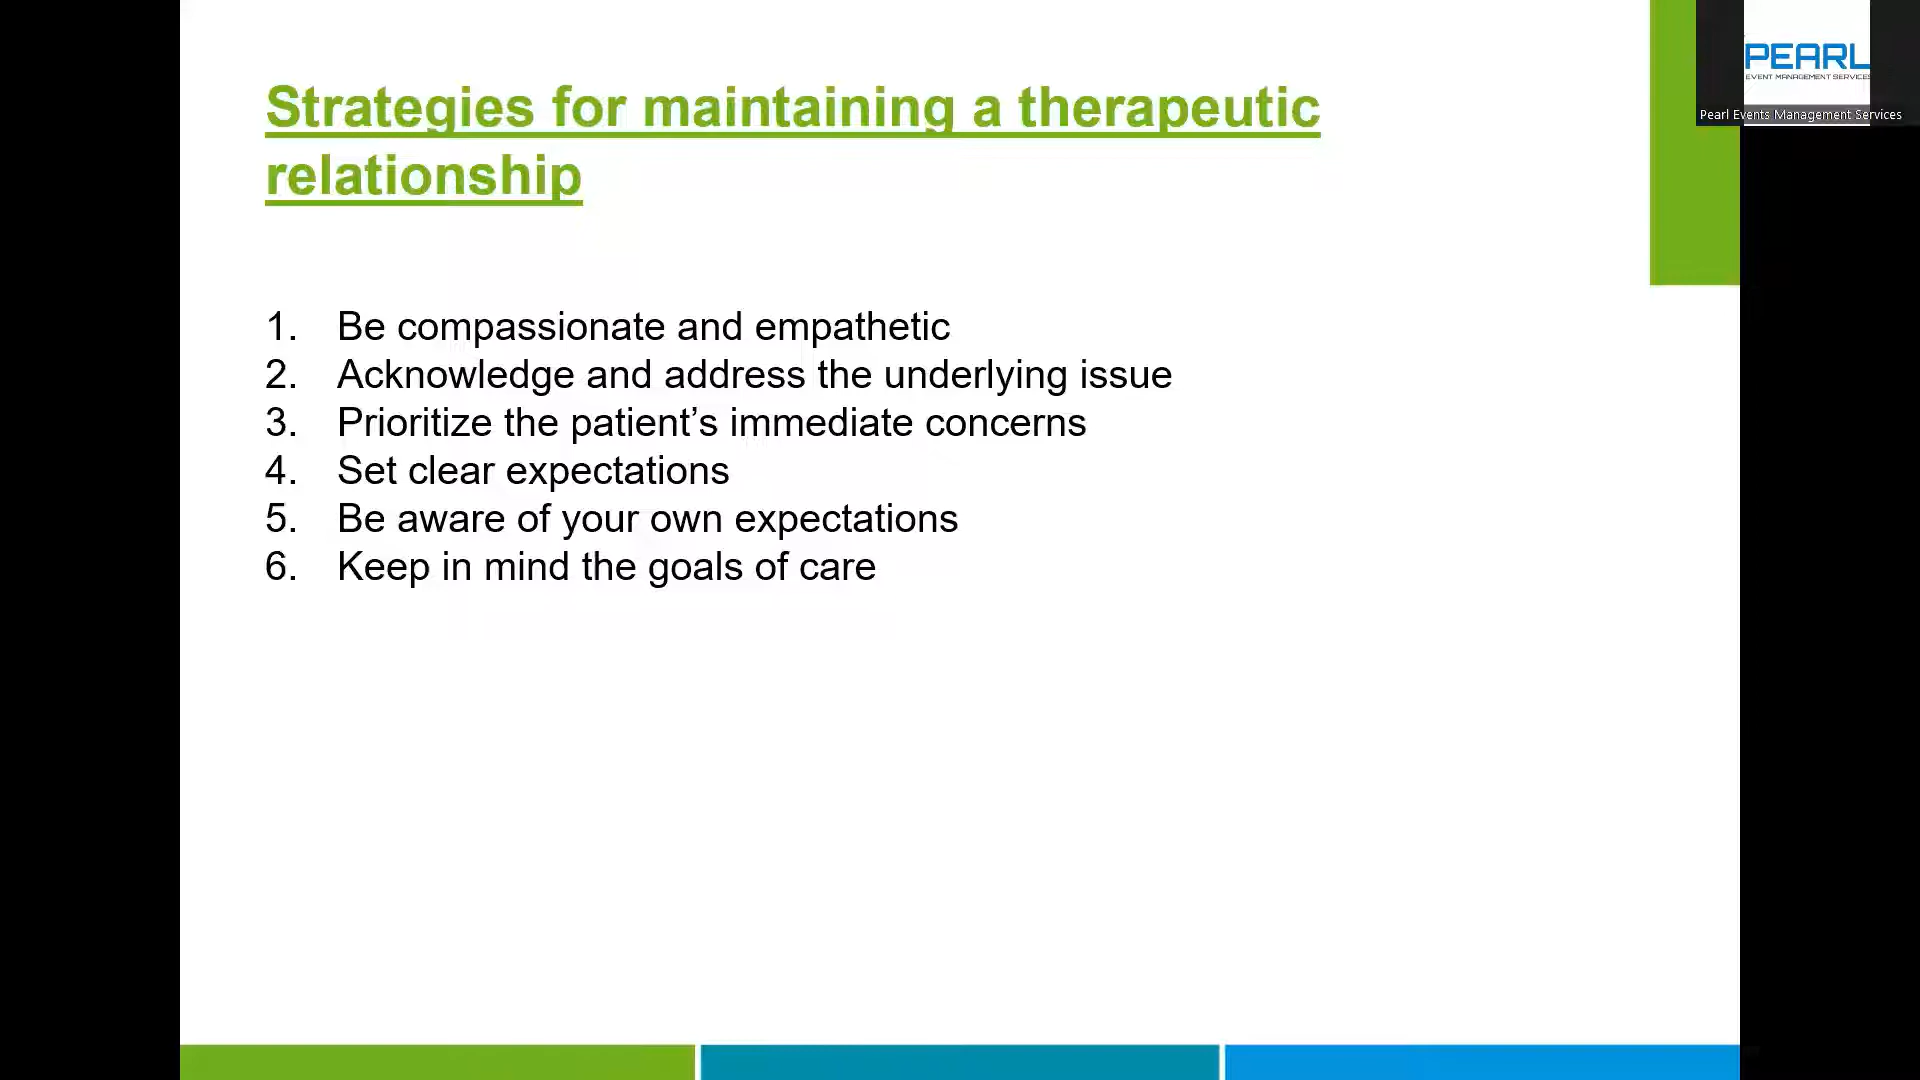 Strategies for maintaining a therapeutic
relationship
1. Be compassionate and empathetic
2. Acknowledge and address the underlying issue
3. Prioritize the patient’s immediate concerns
4. Set clear expectations
5. Be aware of your own expectations
6. Keep in mind the goals of care
PEARL
EVENT MANAGEMENT SERVICES
Pearl Events Management Services